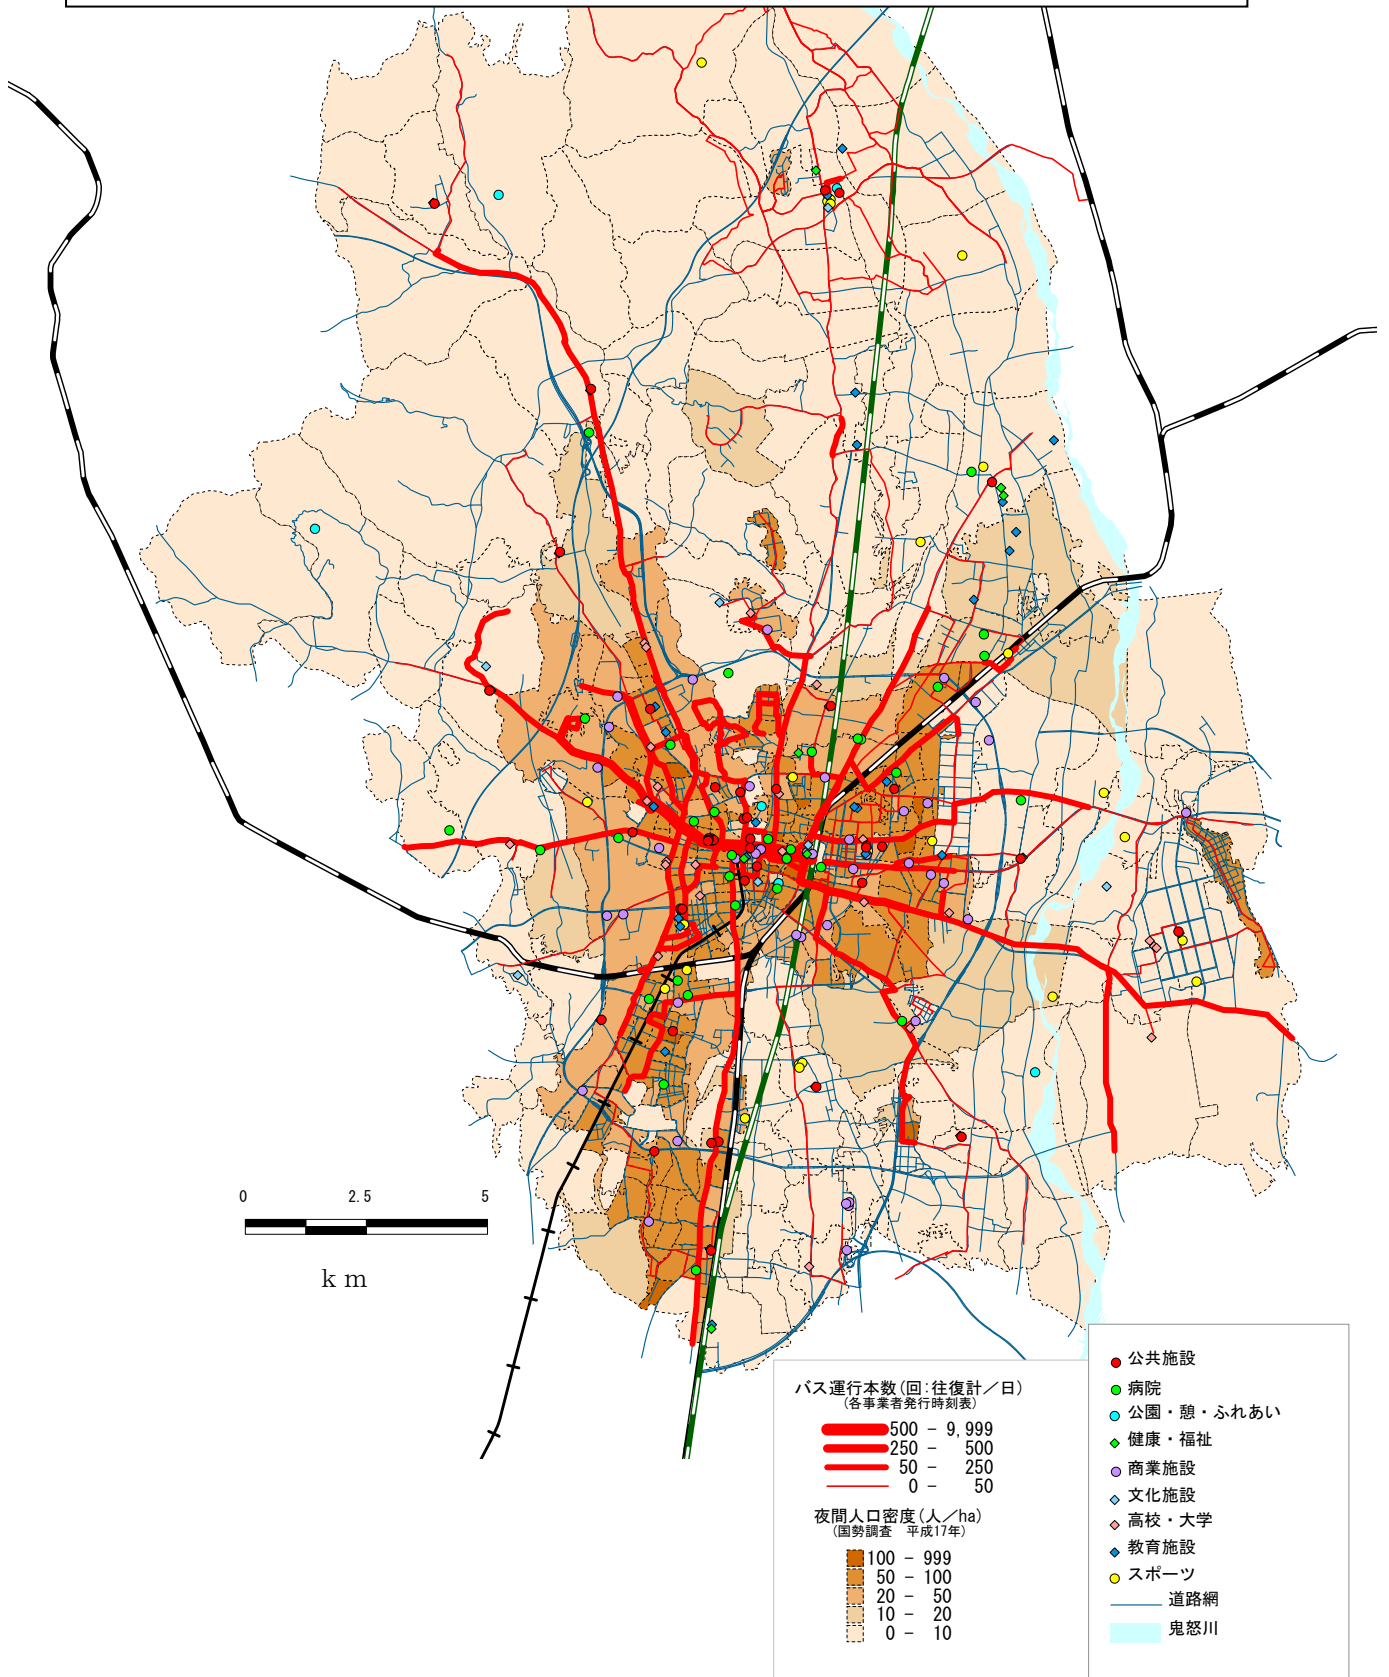 0 2.5 5
km
バス運行本数(回:往復計／日)
(各事業者発行時刻表)
500 - 9,999
250 - 500
50 - 250
0 - 50
夜間人口密度(人／ha)
(国勢調査 平成17年)
100 - 999
50 - 100
20 - 50
10 - 20
0 - 10
公共施設
病院
公園・憩・ふれあい
健康・福祉
商業施設
文化施設
高校・大学
教育施設
スポーツ
道路網
鬼怒川